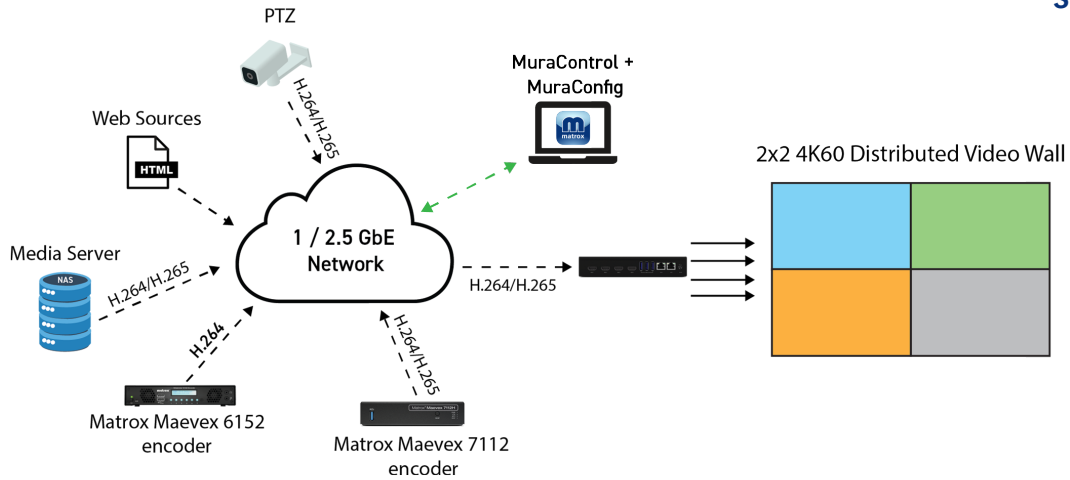 PTZ
H.264/H.265
MuraControl +
MuraConfig
matrox
Web Sources
HTML
2x2 4K60 Distributed Video Wall
1 / 2.5 GbE
Network
Media Server
NAS
H.264/H.265
H.264/H.265
H.264
H.264/H.265
Matrox Maevex 6152
encoder
Matrox Maevex 7112
encoder